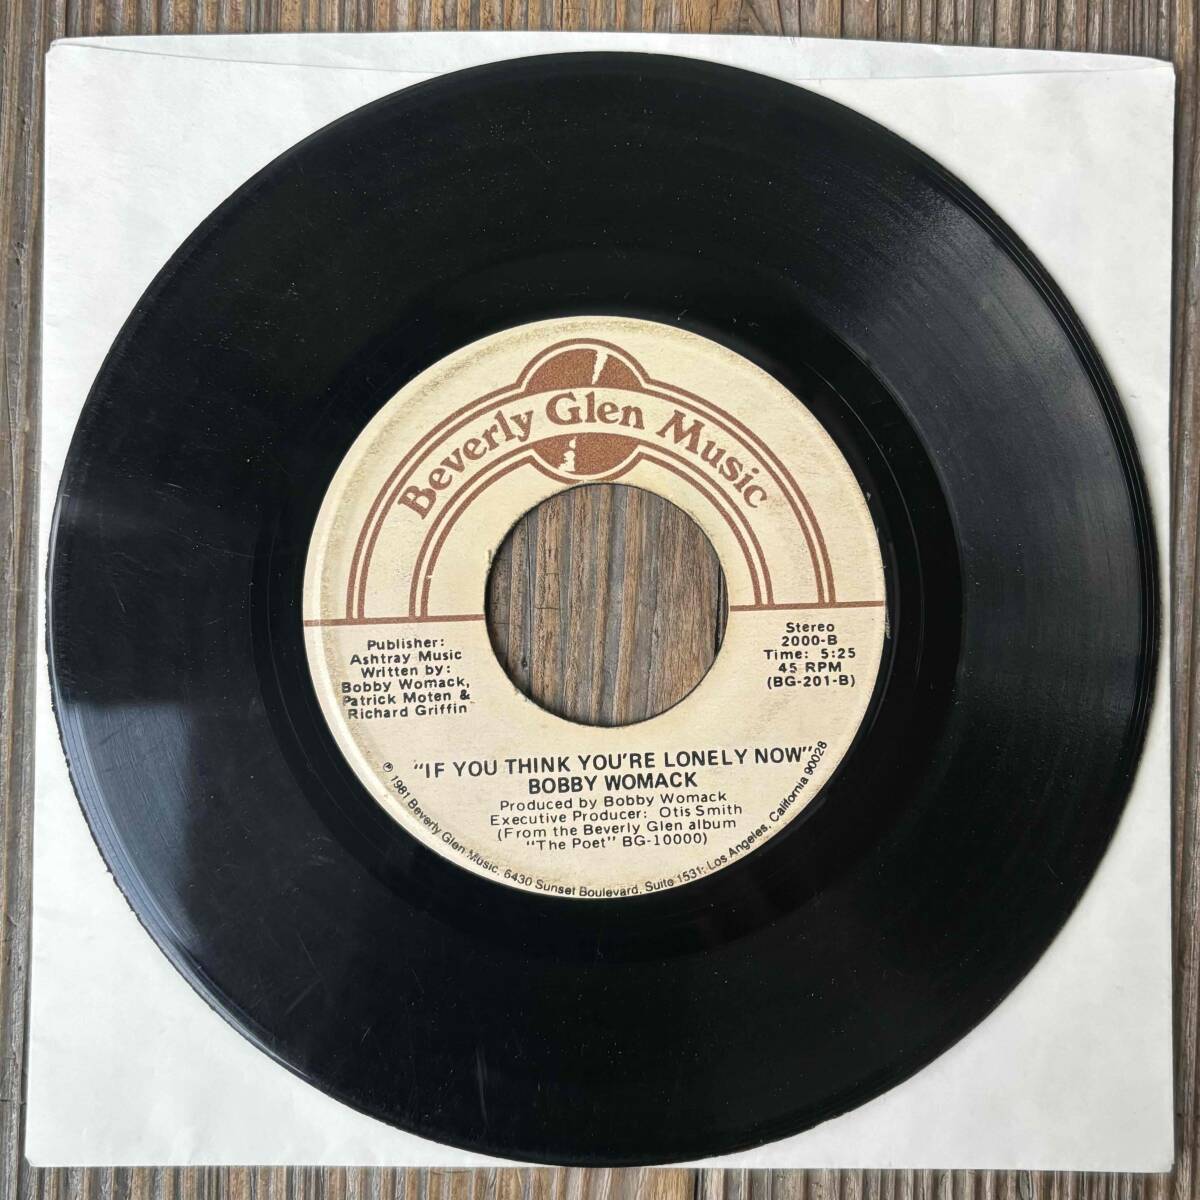 Beverly Glen Music
Publisher:
Ashtray Music
Written by:
Bobby Womack,
Patrick Moten &
Richard Griffin
Stereo
2000-B
Time: 5:25
45 RPM
(BG-201-B)
"IF YOU THINK YOU'RE LONELY NOW"
BOBBY WOMACK
Produced by Bobby Womack
Executive Producer: Otis Smith
(From the Beverly Glen album
"The Poet" BG-10000)
℗ 1981 Beverly Glen Music, 6430 Sunset Boulevard, Suite 1531, Los Angeles, California 90028